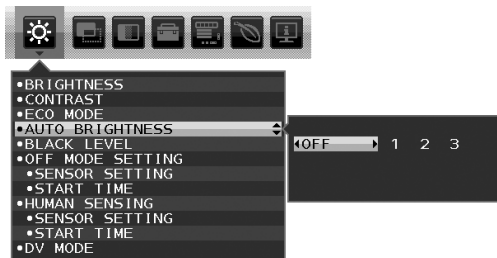 •BRIGHTNESS
•CONTRAST
•ECO MODE
•AUTO BRIGHTNESS
OFF 1 2 3
•BLACK LEVEL
•OFF MODE SETTING
•SENSOR SETTING
•START TIME
•HUMAN SENSING
•SENSOR SETTING
•START TIME
•DV MODE